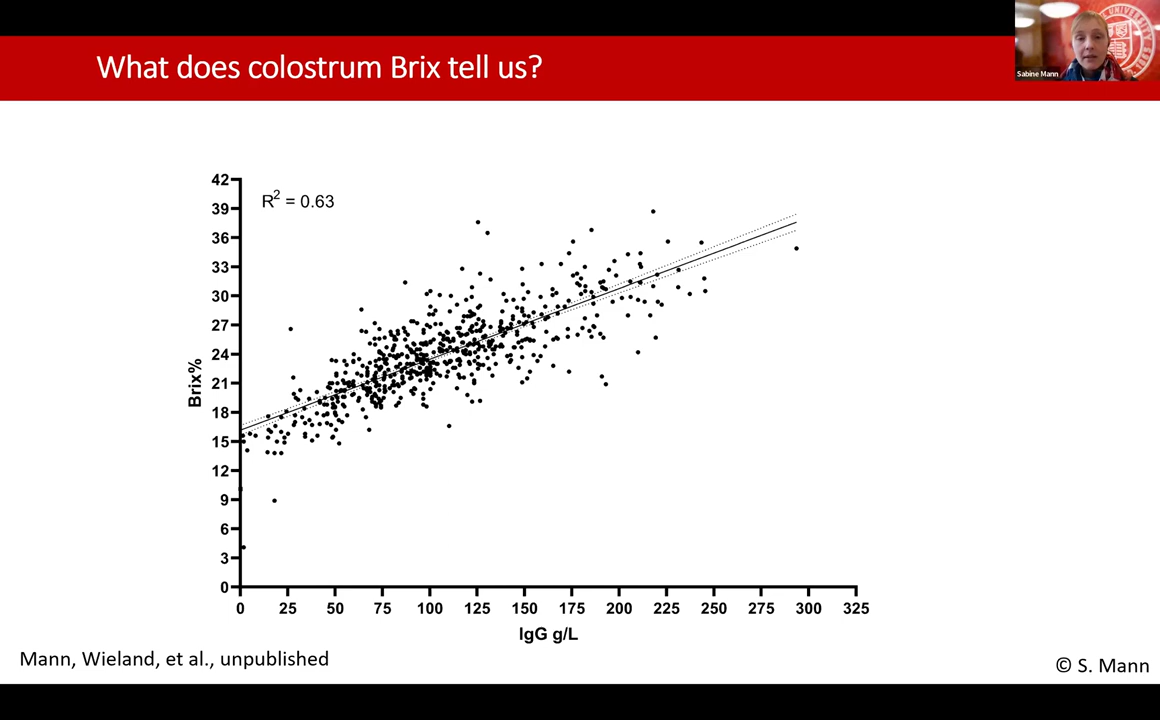 What does colostrum Brix tell us?
UNIVERSITY
Sabine Mann
R2 = 0.63
42
39
36
33
30
27
24
21
18
15
12
9
6
3
0
Brix%
0 25 50 75 100 125 150 175 200 225 250 275 300 325
IgG g/L
Mann, Wieland, et al., unpublished
© S. Mann